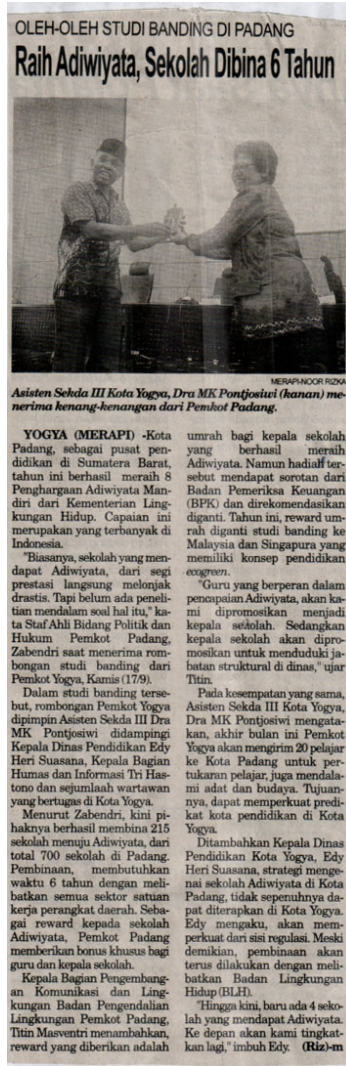 OLEH-OLEH STUDI BANDING DI PADANG
Raih Adiwiyata, Sekolah Dibina 6 Tahun
MERAPI-NOOR RIZKA
Asisten Sekda III Kota Yogya, Dra MK Pontjosiwi (kanan) me-
nerima kenang-kenangan dari Pemkot Padang.
YOGYA (MERAPI) -Kota
Padang, sebagai pusat pen-
didikan di Sumatera Barat,
tahun ini berhasil meraih 8
Penghargaan Adiwiyata Man-
diri dari Kementerian Ling-
kungan Hidup. Capaian ini
merupakan yang terbanyak di
Indonesia.
"Biasanya, sekolah yang men-
dapat Adiwiyata, dari segi
prestasi langsung melonjak
drastis. Tapi belum ada peneli-
tian mendalam soal hal itu," ka-
ta Staf Ahli Bidang Politik dan
Hukum Pemkot Padang,
Zabendri saat menerima rom-
bongan studi banding dari
Pemkot Yogya, Kamis (17/9).
Dalam studi banding terse-
but, rombongan Pemkot Yogya
dipimpin Asisten Sekda III Dra
MK Pontjosiwi didampingi
Kepala Dinas Pendidikan Edy
Heri Suasana, Kepala Bagian
Humas dan Informasi Tri Has-
tono dan sejumlaah wartawan
yang bertugas di Kota Yogya.
Menurut Zabendri, kini pi-
haknya berhasil membina 215
sekolah menuju Adiwiyata, dari
total 700 sekolah di Padang.
Pembinaan, membutuhkan
waktu 6 tahun dengan meli-
batkan semua sektor satuan
kerja perangkat daerah. Seba-
gai reward kepada sekolah
Adiwiyata, Pemkot Padang
memberikan bonus khusus bagi
guru dan kepala sekolah.
Kepala Bagian Pengembang-
an Komunikasi dan Ling-
kungan Badan Pengendalian
Lingkungan Pemkot Padang,
Titin Masventri menambahkan,
reward yang diberikan adalah
umrah bagi kepala sekolah
yang berhasil meraih
Adiwiyata. Namun hadiah ter-
sebut mendapat sorotan dari
Badan Pemeriksa Keuangan
(BPK) dan direkomendasikan
diganti. Tahun ini, reward um-
rah diganti studi banding ke
Malaysia dan Singapura yang
memiliki konsep pendidikan
ecogreen.
"Guru yang berperan dalam
pencapaian Adiwiyata, akan ka-
mi dipromosikan menjadi
kepala sekolah. Sedangkan
kepala sekolah akan dipro-
mosikan untuk menduduki ja-
batan struktural di dinas," ujar
Titin.
Pada kesempatan yang sama,
Asisten Sekda III Kota Yogya,
Dra MK Pontjosiwi mengata-
kan, akhir bulan ini Pemkot
Yogya akan mengirim 20 pelajar
ke Kota Padang untuk per-
tukaran pelajar, juga mendala-
mi adat dan budaya. Tujuan-
nya, dapat memperkuat predi-
kat kota pendidikan di Kota
Yogya.
Ditambahkan Kepala Dinas
Pendidikan Kota Yogya, Edy
Heri Suasana, strategi menge-
nai sekolah Adiwiyata di Kota
Padang, tidak sepenuhnya da-
pat diterapkan di Kota Yogya.
Edy mengaku, akan mem-
perkuat dari sisi regulasi. Meski
demikian, pembinaan akan
terus dilakukan dengan meli-
batkan Badan Lingkungan
Hidup (BLH).
"Hingga kini, baru ada 4 seko-
lah yang mendapat Adiwiyata.
Ke depan akan kami tingkat-
kan lagi," imbuh Edy. (Riz)-m